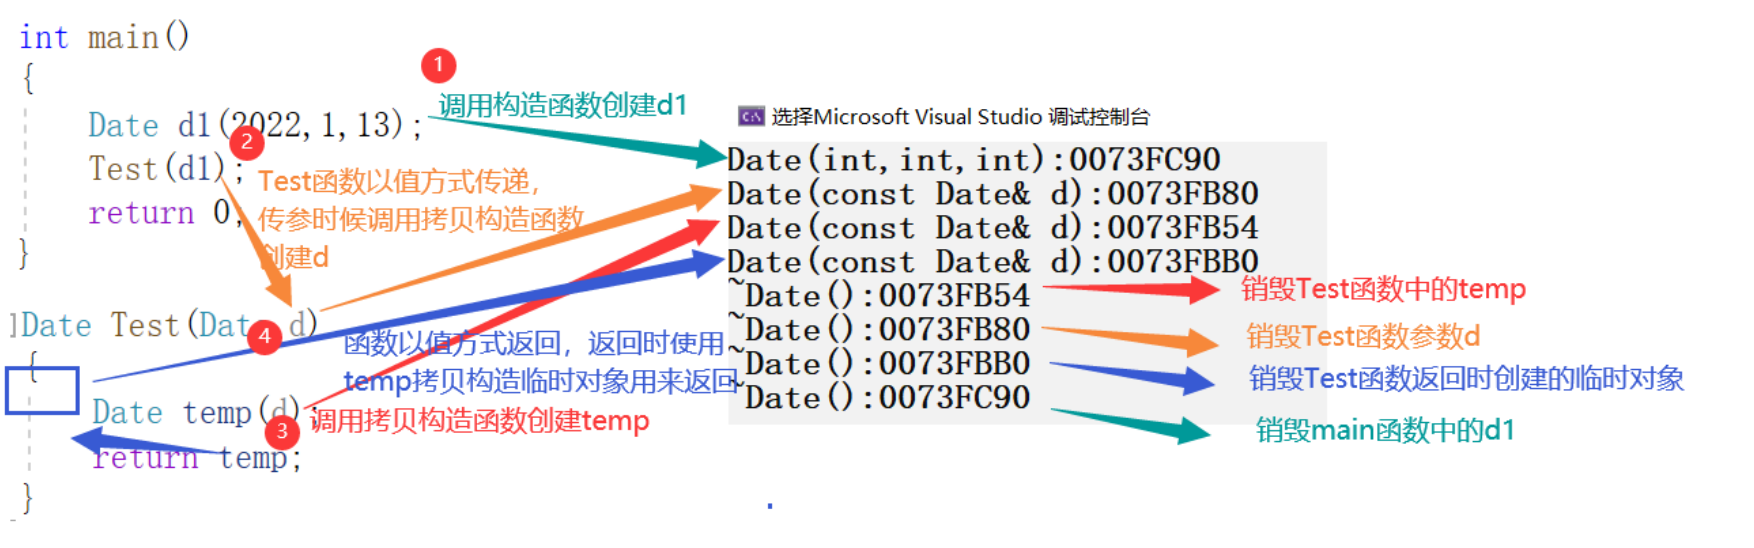 int main()
{
Date d1(2022,1,13);
Test(d1);
return 0;
}
Date Test(Date d)
{
Date temp(d);
return temp;
}
1
调用构造函数创建d1
2
Test函数以值方式传递，
传参时候调用拷贝构造函数
创建d
4
函数以值方式返回，返回时使用
temp拷贝构造临时对象用来返回
3
调用拷贝构造函数创建temp
选择Microsoft Visual Studio 调试控制台
Date(int,int,int):0073FC90
Date(const Date& d):0073FB80
Date(const Date& d):0073FB54
Date(const Date& d):0073FBB0
~Date():0073FB54
~Date():0073FB80
~Date():0073FBB0
~Date():0073FC90
销毁Test函数中的temp
销毁Test函数参数d
销毁Test函数返回时创建的临时对象
销毁main函数中的d1